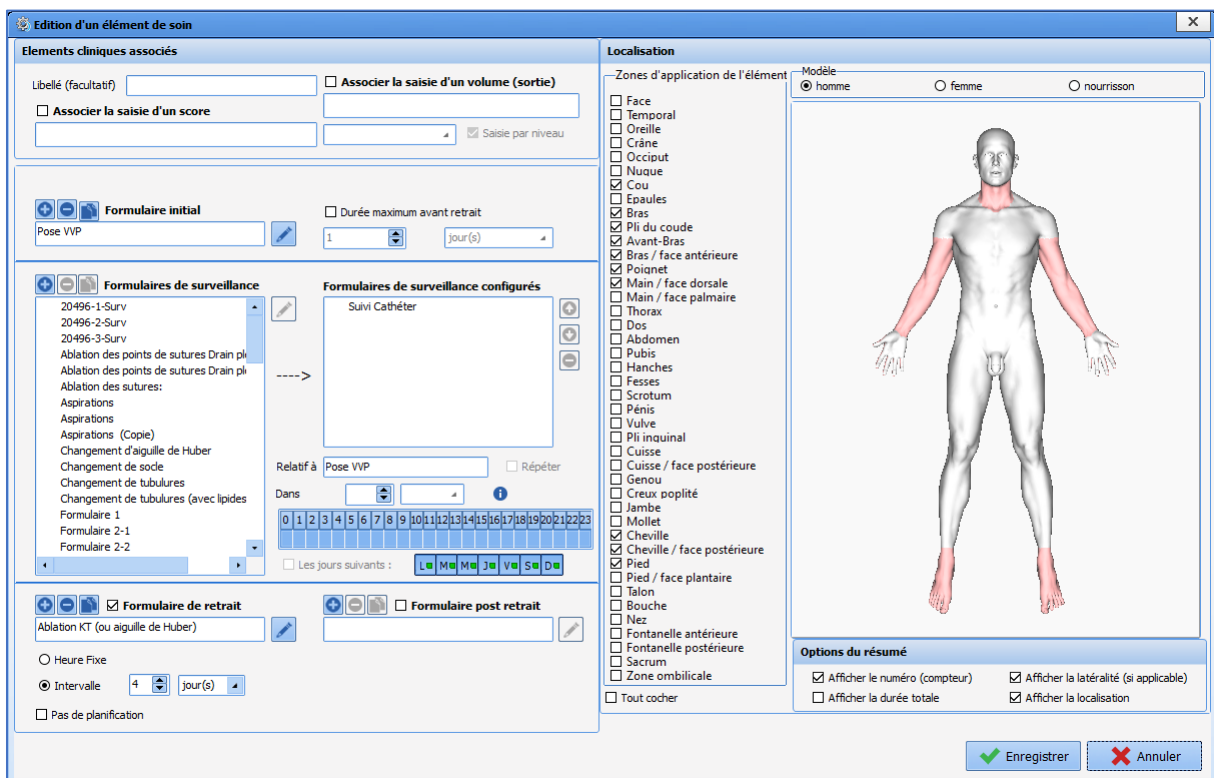 Edition d'un élément de soin
Elements cliniques associés
Libellé (facultatif)
Associer la saisie d'un volume (sortie)
Associer la saisie d'un score
Saisie par niveau
Formulaire initial
Pose VVP
Durée maximum avant retrait
1 jour(s)
Formulaires de surveillance
20496-1-Surv
20496-2-Surv
20496-3-Surv
Ablation des points de sutures Drain
Ablation des points de sutures Drain
Ablation des sutures:
Aspirations
Aspirations
Aspirations (Copie)
Changement d'aiguille de Huber
Changement de sode
Changement de tubulures
Changement de tubulures (avec lipides
Formulaire 1
Formulaire 2-1
Formulaire 2-2
---->
Formulaires de surveillance configurés
Suivi Cathéter
Relatif à Pose VVP Répéter
Dans
0 1 2 3 4 5 6 7 8 9 10 11 12 13 14 15 16 17 18 19 20 21 22 23
Les jours suivants : L M M J V S D
Formulaire de retrait
Ablation KT (ou aiguille de Huber)
Formulaire post retrait
Heure Fixe
Intervalle 4 jour(s)
Pas de planification
Localisation
Zones d'application de l'élément
Face
Temporal
Oreille
Crâne
Occiput
Nuque
Cou
Epaules
Bras
Pli du coude
Avant-Bras
Bras / face antérieure
Poignet
Main / face dorsale
Main / face palmaire
Thorax
Dos
Abdomen
Pubis
Hanches
Fesses
Scrotum
Pénis
Vulve
Pli inguinal
Cuisse
Cuisse / face postérieure
Genou
Creux poplité
Jambe
Mollet
Cheville
Cheville / face postérieure
Pied
Pied / face plantaire
Talon
Bouche
Nez
Fontanelle antérieure
Fontanelle postérieure
Sacrum
Zone ombilicale
Tout cocher
Modèle
homme femme nourrisson
Options du résumé
Afficher le numéro (compteur) Afficher la latéralité (si applicable)
Afficher la durée totale Afficher la localisation
Enregistrer Annuler